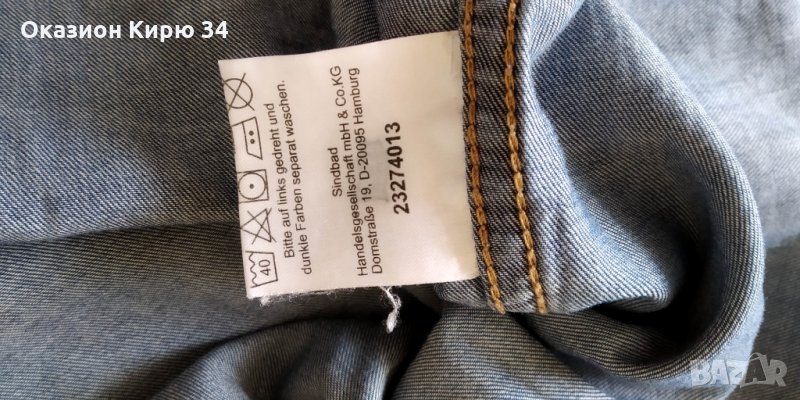 Оказион Кирю 34
40
Bitte auf links gedreht und
dunkle Farben separat waschen.
Sindbad
Handelsgesellschaft mbH & Co.KG
Domstraße 19, D-20095 Hamburg
23274013
BAZAR